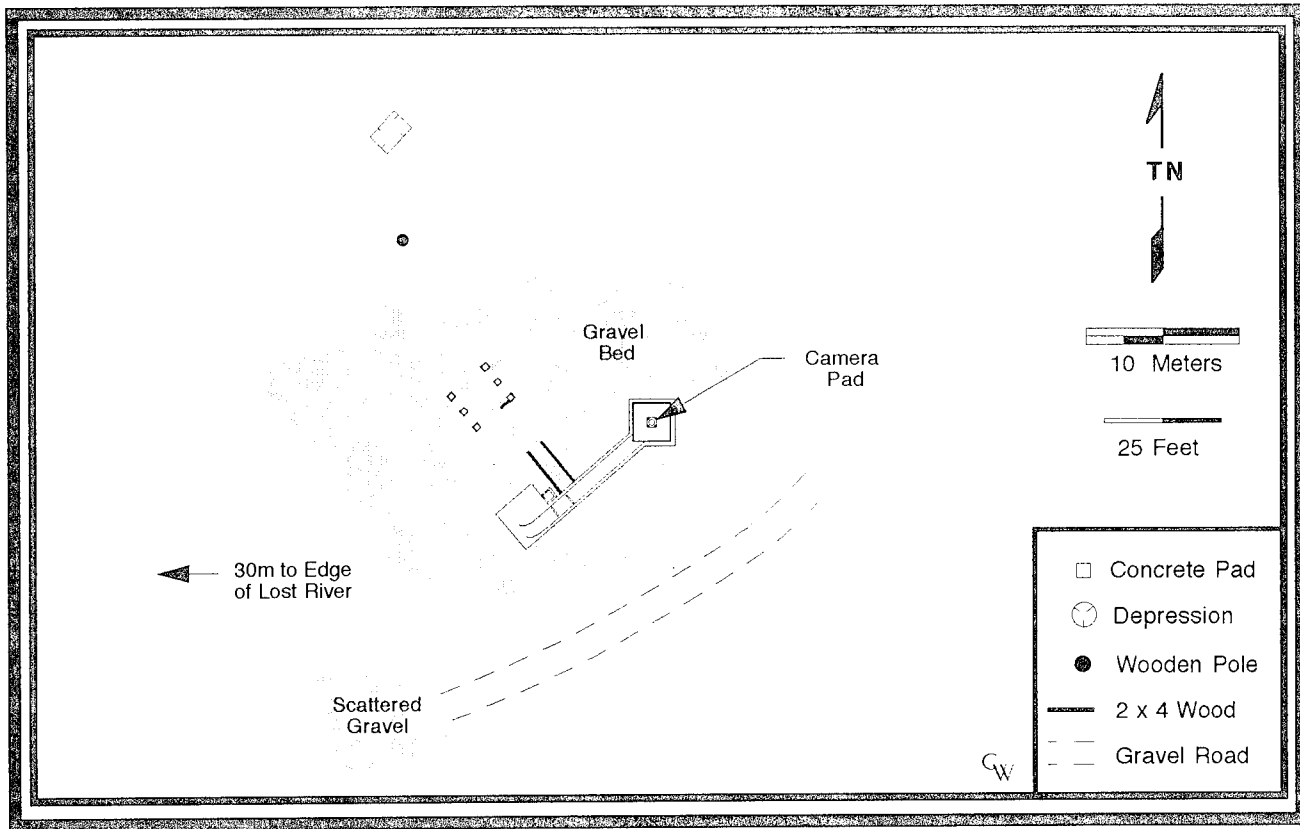 TN
Gravel
Bed
Camera
Pad
10 Meters
25 Feet
30m to Edge
of Lost River
Scattered
Gravel
Concrete Pad
Depression
Wooden Pole
2 x 4 Wood
Gravel Road